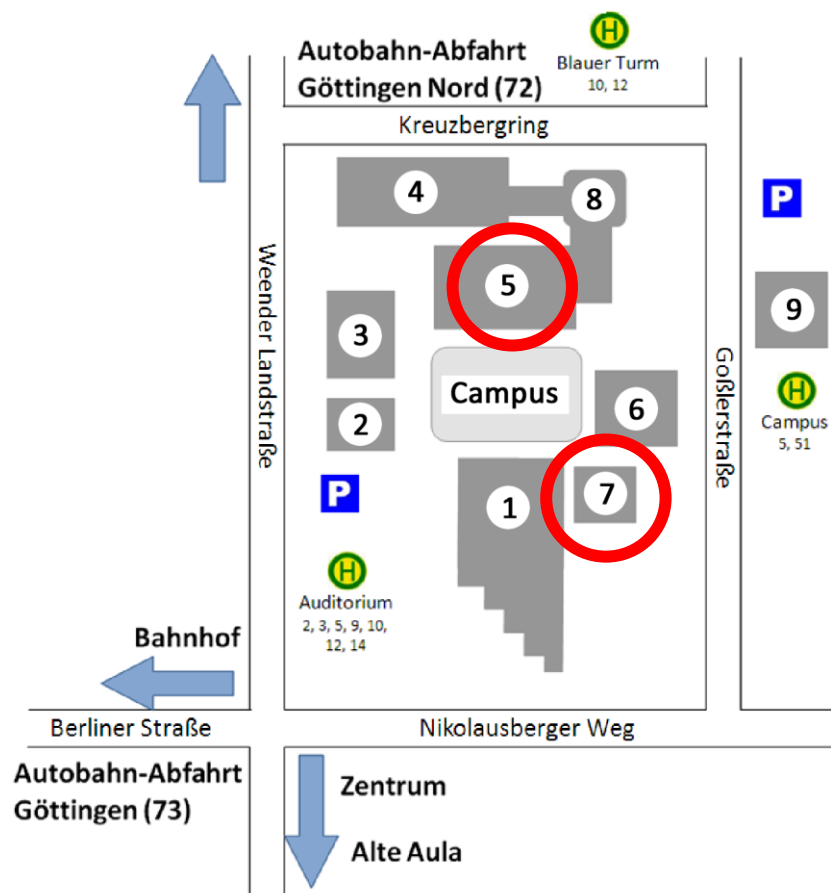 Autobahn-Abfahrt
Göttingen Nord (72)
H
Blauer Turm
10, 12
Kreuzbergring
4
8
P
Weender Landstraße
5
3
9
Goßlerstraße
Campus
6
2
H
Campus
5, 51
P
1
7
H
Auditorium
2, 3, 5, 9, 10,
12, 14
Bahnhof
Berliner Straße
Nikolausberger Weg
Autobahn-Abfahrt
Göttingen (73)
Zentrum
Alte Aula